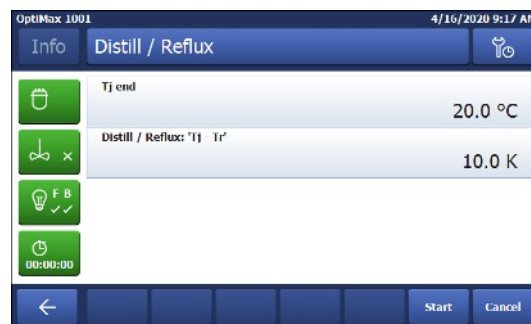 OptiMax 1001 4/16/2020 9:17 AM
Info Distill / Reflux
Tj end
20.0 °C
Distill / Reflux: 'Tj - Tr'
10.0 K
F B
00:00:00
Start Cancel